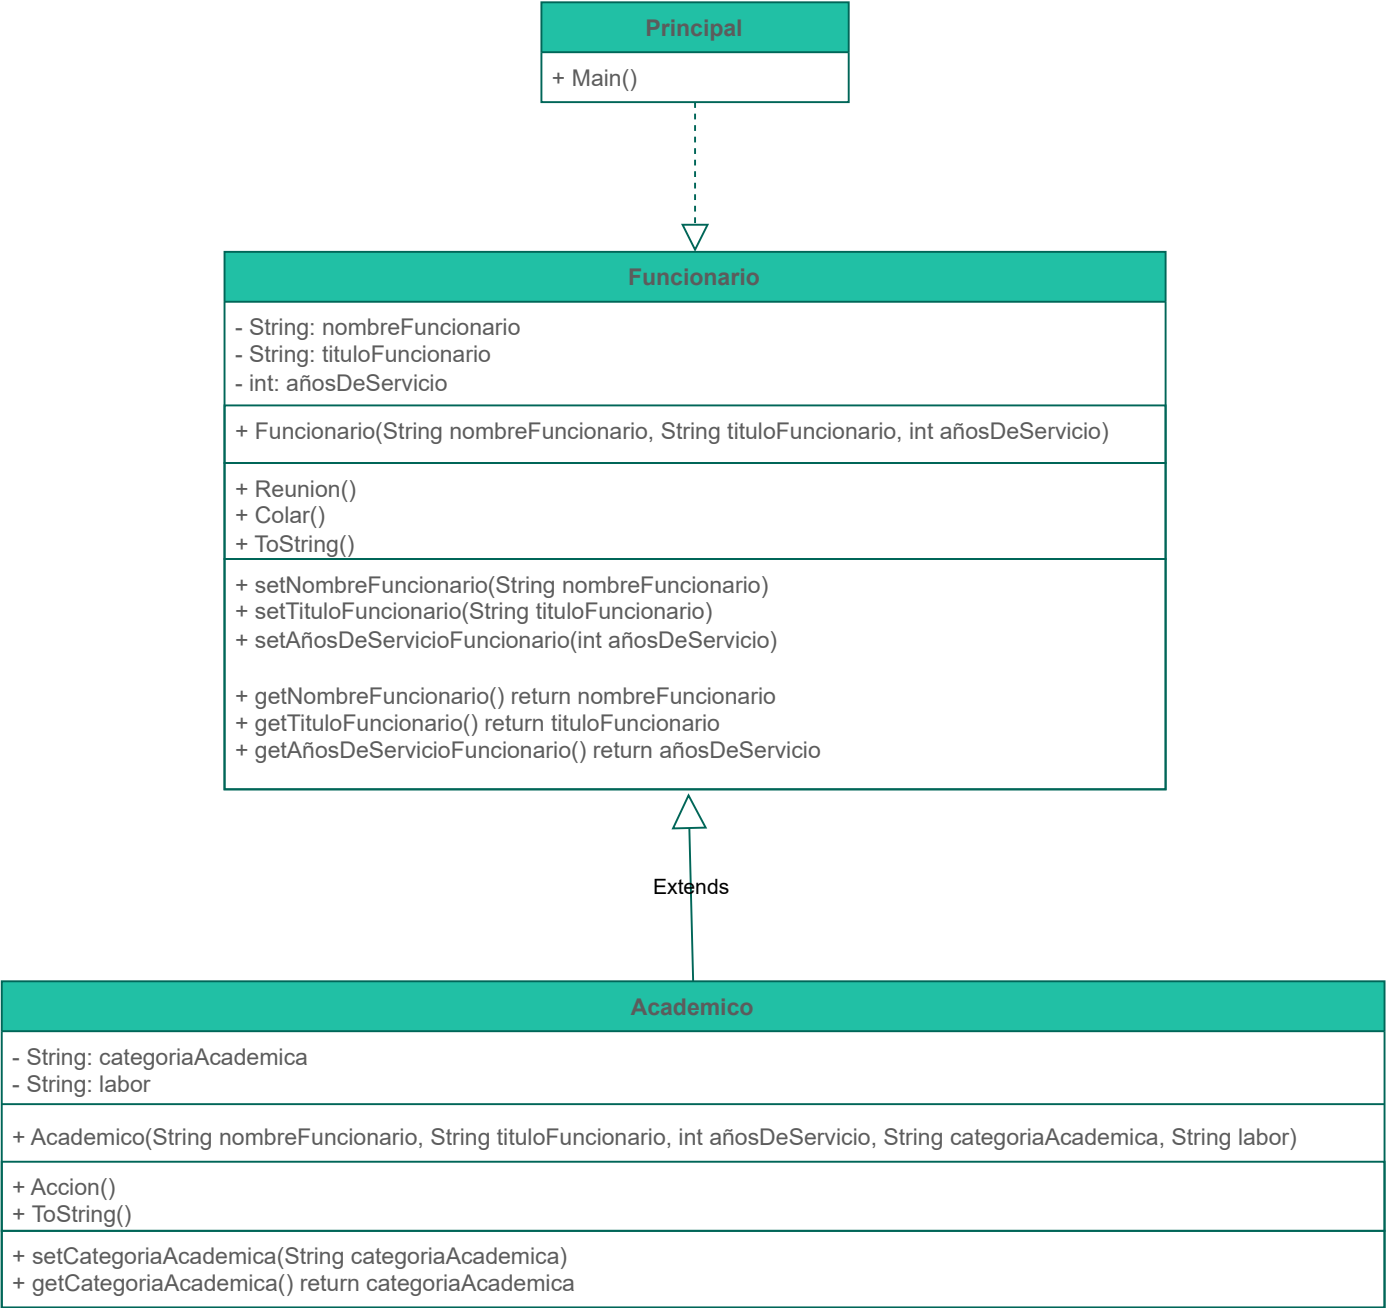 Principal
+ Main()
Funcionario
- String: nombreFuncionario
- String: tituloFuncionario
- int: añosDeServicio
+ Funcionario(String nombreFuncionario, String tituloFuncionario, int añosDeServicio)
+ Reunion()
+ Colar()
+ ToString()
+ setNombreFuncionario(String nombreFuncionario)
+ setTituloFuncionario(String tituloFuncionario)
+ setAñosDeServicioFuncionario(int añosDeServicio)
+ getNombreFuncionario() return nombreFuncionario
+ getTituloFuncionario() return tituloFuncionario
+ getAñosDeServicioFuncionario() return añosDeServicio
Extends
Academico
- String: categoriaAcademica
- String: labor
+ Academico(String nombreFuncionario, String tituloFuncionario, int añosDeServicio, String categoriaAcademica, String labor)
+ Accion()
+ ToString()
+ setCategoriaAcademica(String categoriaAcademica)
+ getCategoriaAcademica() return categoriaAcademica